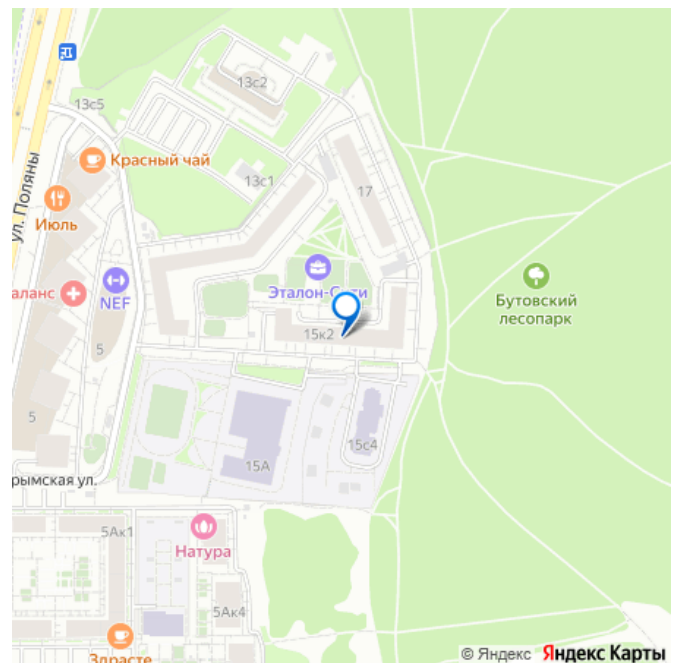 13с2
13с5
Красный чай
ул. Поляны
13с1
17
Июль
Эталон-Сити
аланс
NEF
Бутовский
лесопарк
15к2
5
5
15с4
15А
рымская ул.
5Ак1
Натура
5Ак4
Здрасте
© Яндекс Яндекс Карты